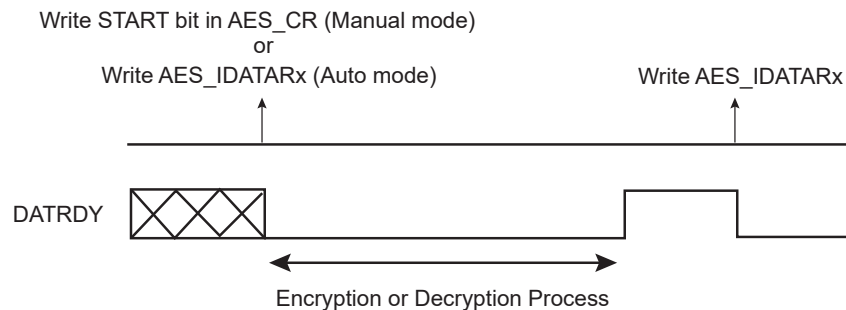 Write START bit in AES_CR (Manual mode)
or
Write AES_IDATARx (Auto mode)
Write AES_IDATARx
DATRDY
Encryption or Decryption Process